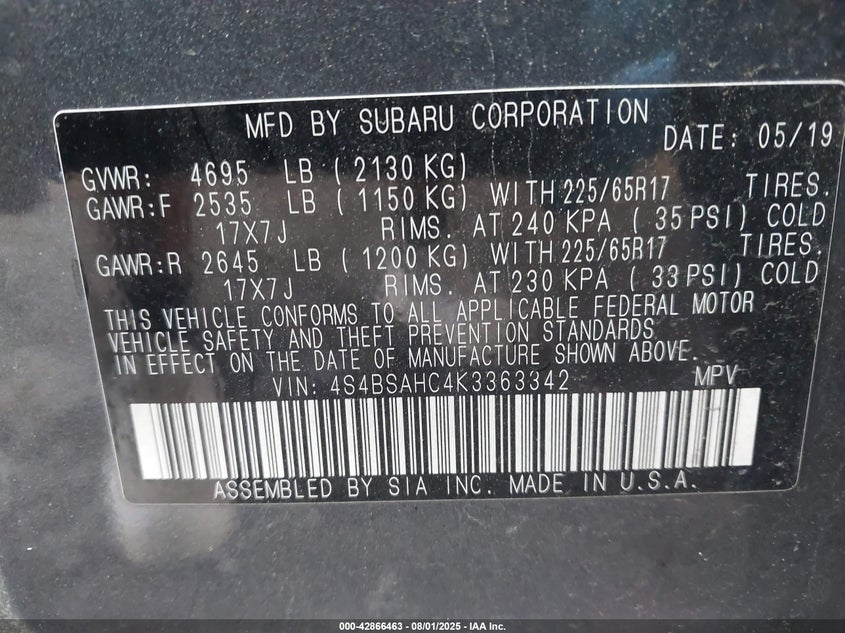 MFD BY SUBARU CORPORATION DATE: 05/19
GVWR: 4695 LB ( 2130 KG)
GAWR:F 2535 LB ( 1150 KG) WITH 225/65R17 TIRES.
17X7J RIMS. AT 240 KPA ( 35 PSI) COLD
GAWR:R 2645 LB ( 1200 KG) WITH 225/65R17 TIRES.
17X7J RIMS. AT 230 KPA ( 33 PSI) COLD
THIS VEHICLE CONFORMS TO ALL APPLICABLE FEDERAL MOTOR
VEHICLE SAFETY AND THEFT PREVENTION STANDARDS
IN EFFECT ON THE DATE OF MANUFACTURE SHOWN ABOVE.
VIN: 4S4BSAHC4K3363342 MPV
ASSEMBLED BY SIA INC. MADE IN U.S.A.
000-42866463 - 08/01/2025 - IAA Inc.